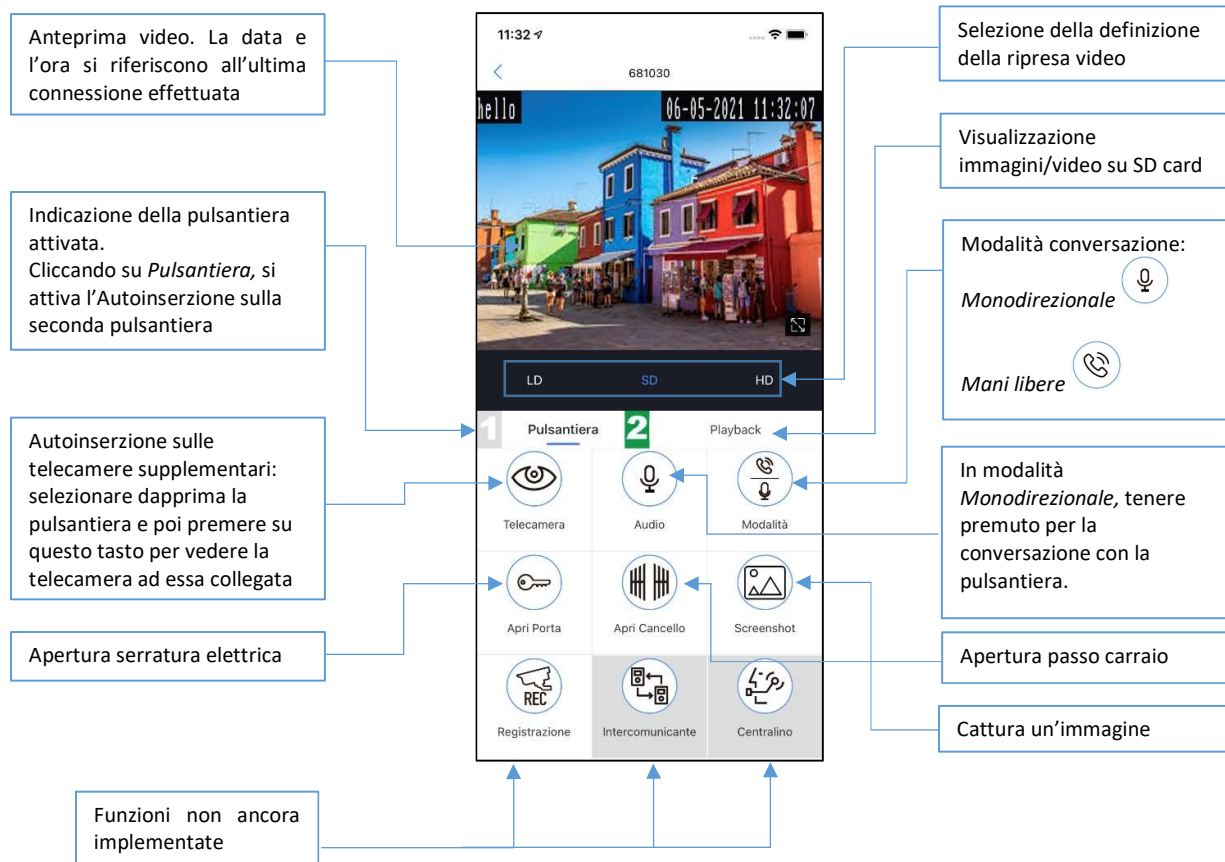 Anteprima video. La data e
l'ora si riferiscono all'ultima
connessione effettuata
Indicazione della pulsantiera
attivata.
Cliccando su Pulsantiera, si
attiva l'Autoinserzione sulla
seconda pulsantiera
Autoinserzione sulle
telecamere supplementari:
selezionare dapprima la
pulsantiera e poi premere su
questo tasto per vedere la
telecamera ad essa collegata
Apertura serratura elettrica
Funzioni non ancora
implementate
11:32
681030
hello
06-05-2021 11:32:07
LD SD HD
1 Pulsantiera 2 Playback
Telecamera Audio Modalità
Apri Porta Apri Cancello Screenshot
REC
Registrazione Intercomunicante Centralino
Selezione della definizione
della ripresa video
Visualizzazione
immagini/video su SD card
Modalità conversazione:
Monodirezionale
Mani libere
In modalità
Monodirezionale, tenere
premuto per la
conversazione con la
pulsantiera.
Apertura passo carraio
Cattura un'immagine